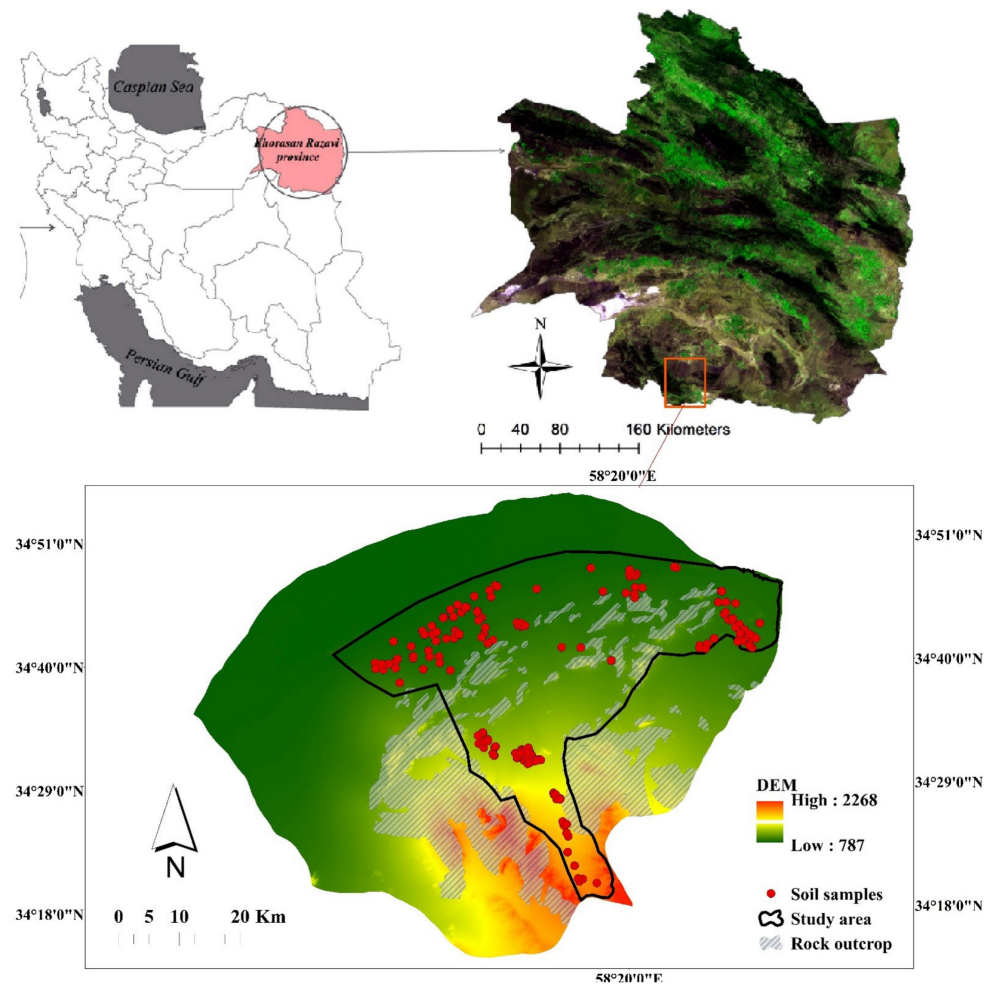 Caspian Sea
Khorasan Razavi
province
Persian Gulf
N
0 40 80 160 Kilometers
58°20'0"E
34°51'0"N
34°51'0"N
34°40'0"N
34°40'0"N
34°29'0"N
34°29'0"N
34°18'0"N
34°18'0"N
N
0 5 10 20 Km
DEM
High : 2268
Low : 787
Soil samples
Study area
Rock outcrop
58°20'0"E